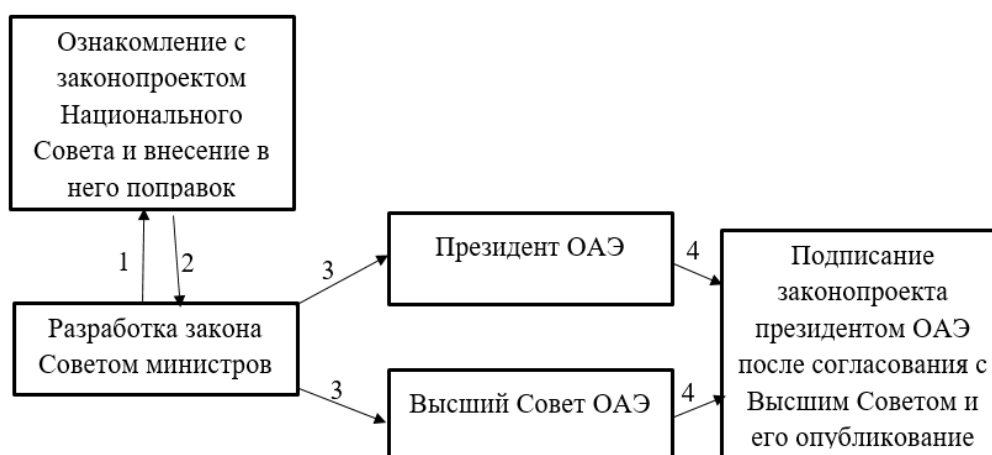 Ознакомление с
законопроектом
Национального
Совета и внесение в
него поправок
1
2
Разработка закона
Советом министров
3
3
Президент ОАЭ
Высший Совет ОАЭ
4
4
Подписание
законопроекта
президентом ОАЭ
после согласования с
Высшим Советом и
его опубликование